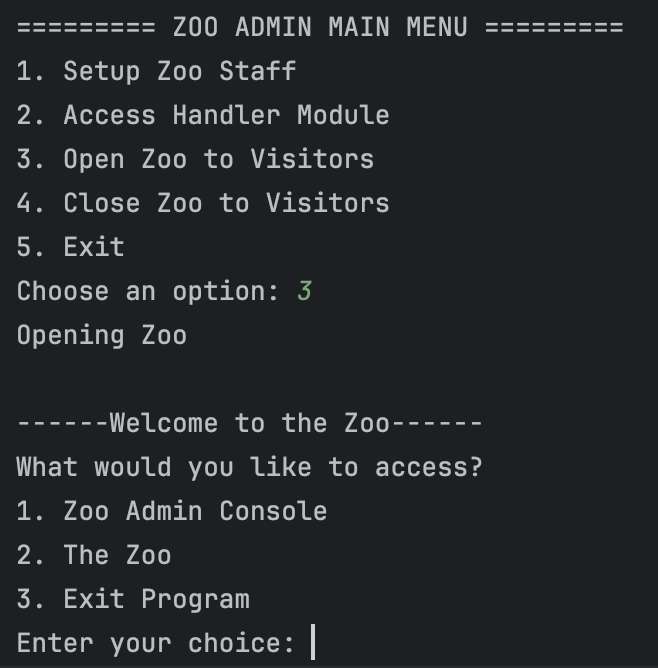 ========= ZOO ADMIN MAIN MENU =========
1. Setup Zoo Staff
2. Access Handler Module
3. Open Zoo to Visitors
4. Close Zoo to Visitors
5. Exit
Choose an option: 3
Opening Zoo

------Welcome to the Zoo------
What would you like to access?
1. Zoo Admin Console
2. The Zoo
3. Exit Program
Enter your choice: